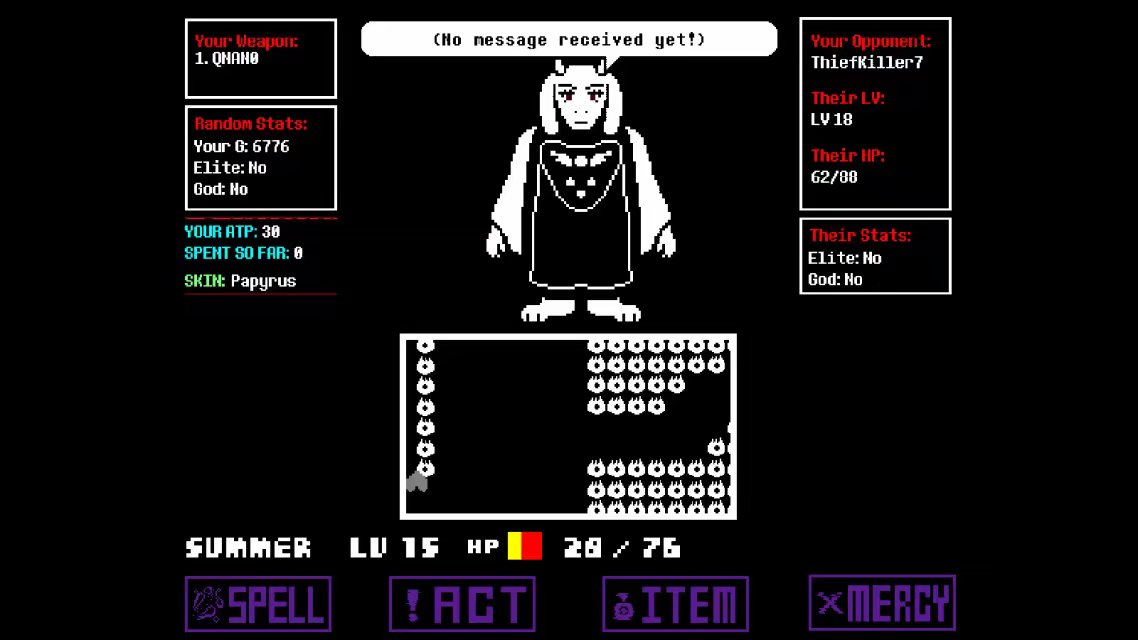 Your Weapon:
1. QNAN0
Random Stats:
Your G: 6776
Elite: No
God: No
YOUR ATP: 30
SPENT SO FAR: 0
SKIN: Papyrus
(No message received yet!)
Your Opponent:
ThiefKiller7
Their LV:
LV 18
Their HP:
62/88
Their Stats:
Elite: No
God: No
SUMMER LV 15 HP 28 / 76
SPELL ACT ITEM MERCY